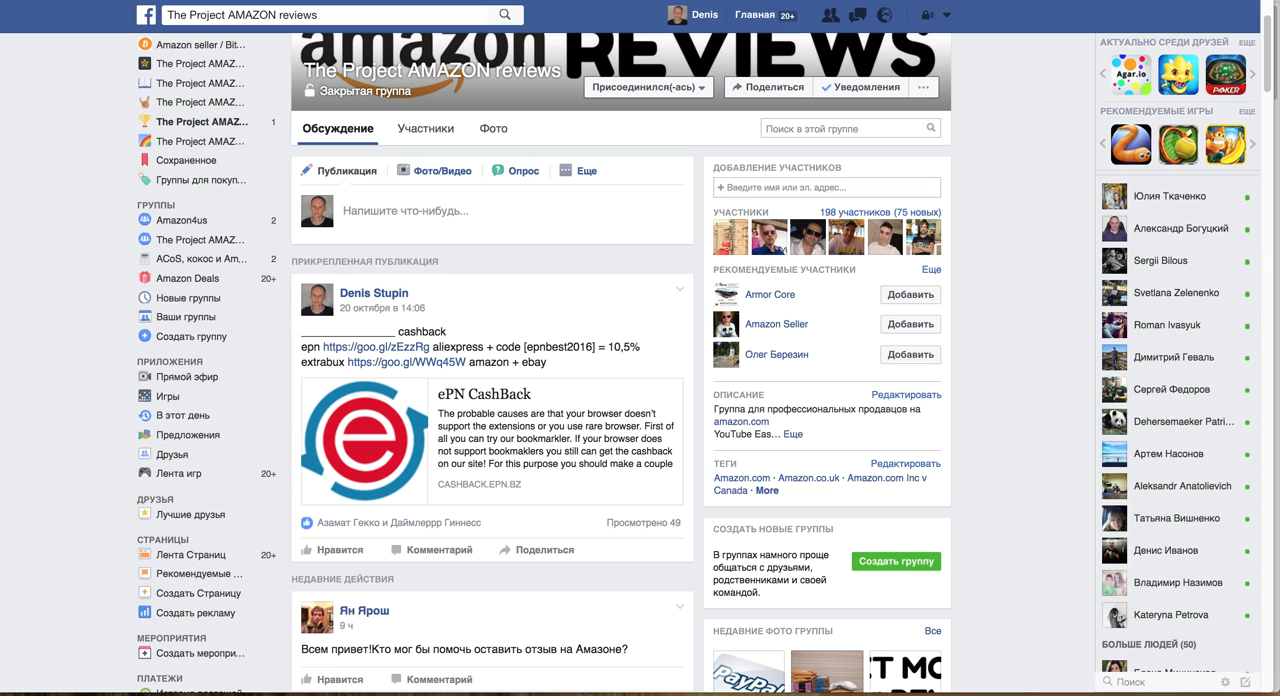 The Project AMAZON reviews
Denis
Главная 20+
Amazon seller / Bit...
The Project AMAZ...
The Project AMAZ...
The Project AMAZ...
The Project AMAZ... 1
The Project AMAZ...
Сохраненное
Группы для покуп...
ГРУППЫ
Amazon4us 2
The Project AMAZ...
ACoS, кокос и Am... 2
Amazon Deals 20+
Новые группы
Ваши группы
Создать группу
ПРИЛОЖЕНИЯ
Прямой эфир
Игры
В этот день
Предложения
Друзья
Лента игр 20+
ДРУЗЬЯ
Лучшие друзья
СТРАНИЦЫ
Лента Страниц 20+
Рекомендуемые ...
Создать Страницу
Создать рекламу
МЕРОПРИЯТИЯ
Создать меропри...
ПЛАТЕЖИ
amazon REVIEWS
The Project AMAZON reviews
Закрытая группа
Присоединился(-ась)
Поделиться
Уведомления
Обсуждение
Участники
Фото
Поиск в этой группе
Публикация
Фото/Видео
Опрос
Еще
Напишите что-нибудь...
ПРИКРЕПЛЕННАЯ ПУБЛИКАЦИЯ
Denis Stupin
20 октября в 14:06
_______________ cashback
epn https://goo.gl/zEzzRg aliexpress + code [epnbest2016] = 10,5%
extrabux https://goo.gl/WWq45W amazon + ebay
ePN CashBack
The probable causes are that your browser doesn't
support the extensions or you use rare browser. First of
all you can try our bookmarkler. If your browser does
not support bookmaklers you still can get the cashback
on our site! For this purpose you should make a couple
CASHBACK.EPN.BZ
Азамат Гекко и Даймлеррр Гиннесс
Просмотрено 49
Нравится
Комментарий
Поделиться
НЕДАВНИЕ ДЕЙСТВИЯ
Ян Ярош
9 ч
Всем привет!Кто мог бы помочь оставить отзыв на Амазоне?
Нравится
Комментарий
ДОБАВЛЕНИЕ УЧАСТНИКОВ
+ Введите имя или эл. адрес...
УЧАСТНИКИ
198 участников (75 новых)
РЕКОМЕНДУЕМЫЕ УЧАСТНИКИ
Еще
Armor Core
Добавить
Amazon Seller
Добавить
Олег Березин
Добавить
ОПИСАНИЕ
Редактировать
Группа для профессиональных продавцов на
amazon.com
YouTube Eas... Еще
ТЕГИ
Редактировать
Amazon.com · Amazon.co.uk · Amazon.com Inc v
Canada · More
СОЗДАТЬ НОВЫЕ ГРУППЫ
В группах намного проще
общаться с друзьями,
родственниками и своей
командой.
Создать группу
НЕДАВНИЕ ФОТО ГРУППЫ
Все
PayPal
АКТУАЛЬНО СРЕДИ ДРУЗЕЙ
ЕЩЕ
Agar.io
POKER
РЕКОМЕНДУЕМЫЕ ИГРЫ
ЕЩЕ
Юлия Ткаченко
Александр Богуцкий
Sergii Bilous
Svetlana Zelenenko
Roman Ivasyuk
Димитрий Геваль
Сергей Федоров
Dehersemaeker Patri...
Артем Насонов
Aleksandr Anatolievich
Татьяна Вишненко
Денис Иванов
Владимир Назимов
Kateryna Petrova
БОЛЬШЕ ЛЮДЕЙ (50)
Поиск